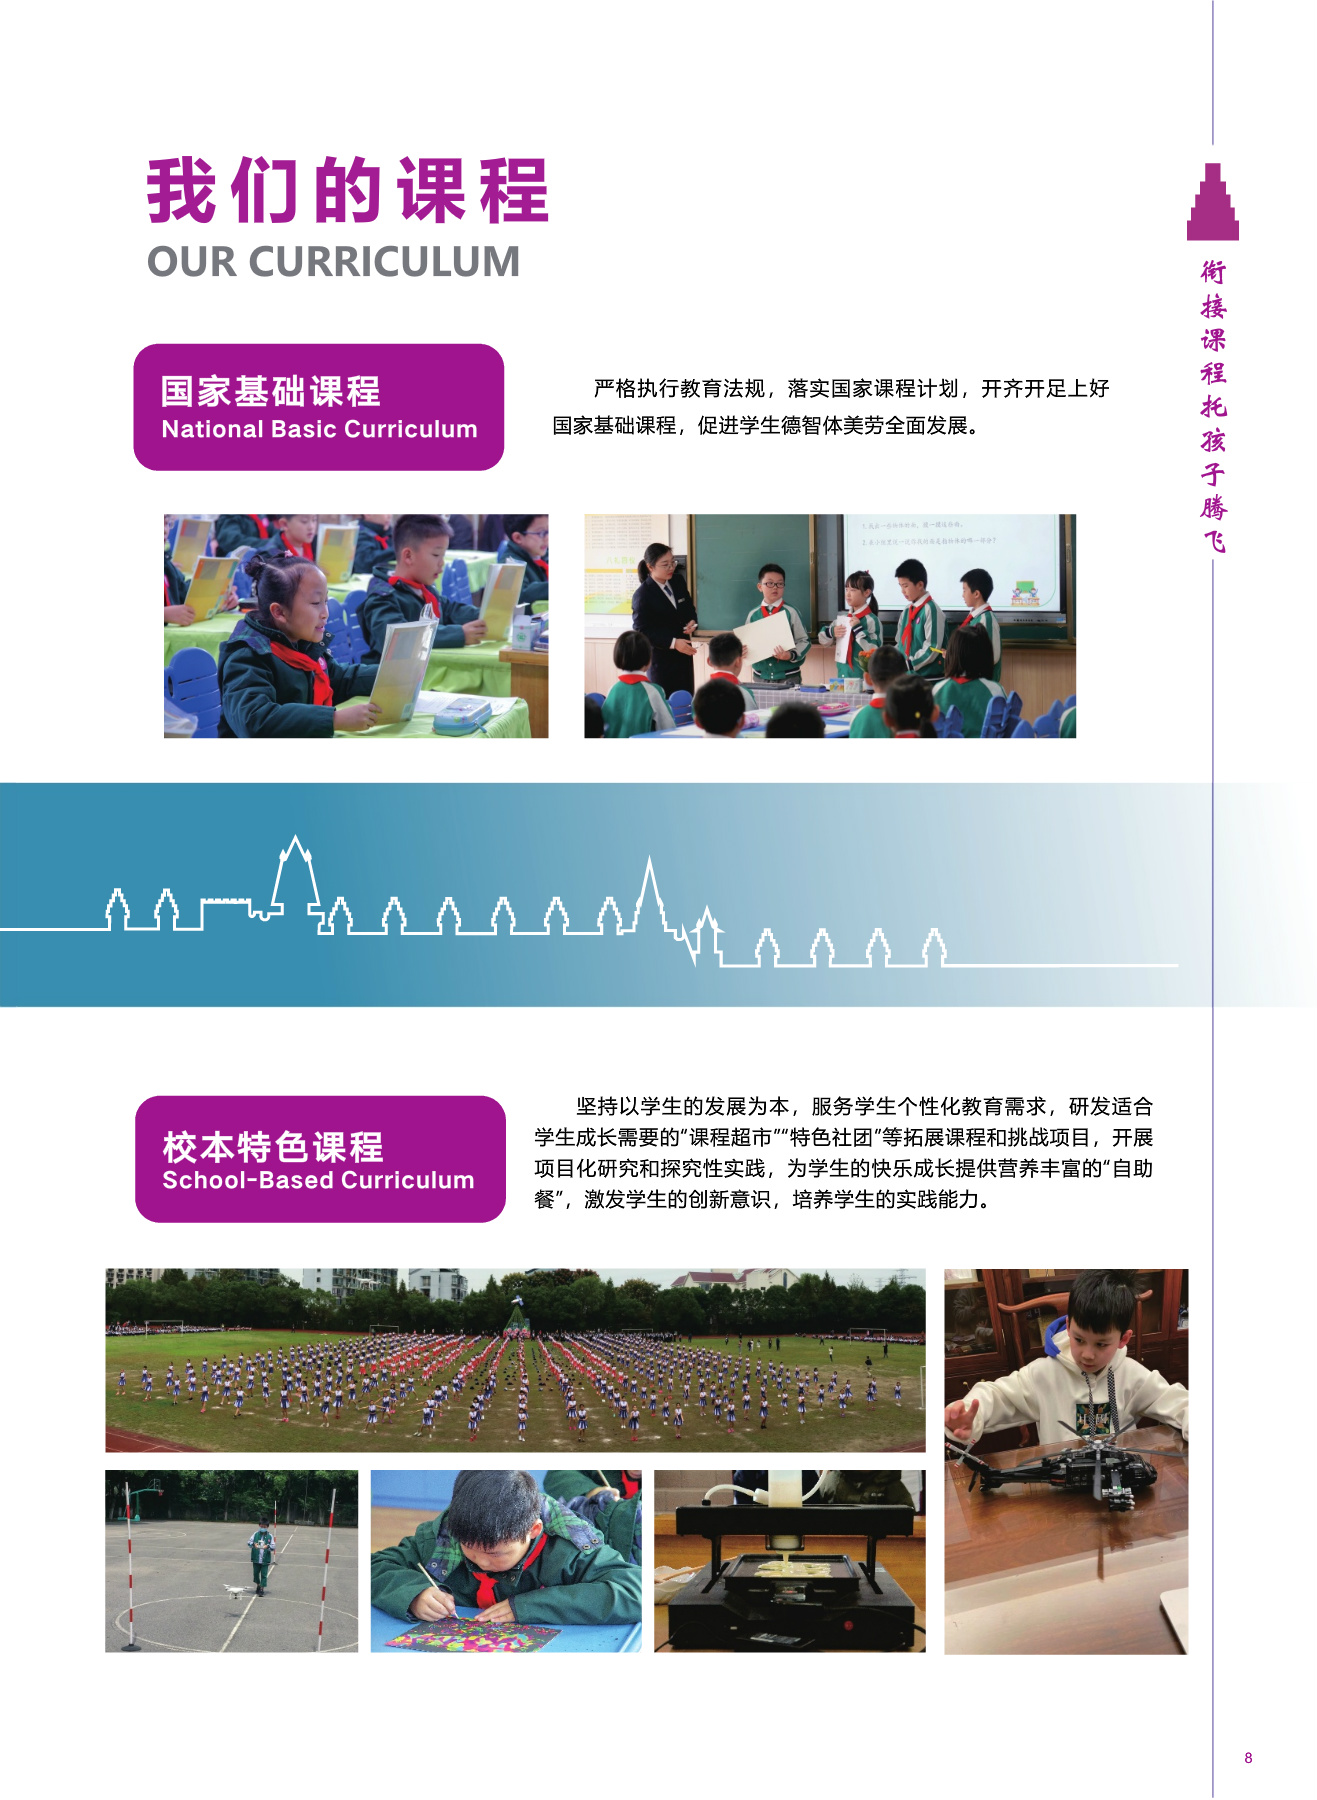 我们的课程
OUR CURRICULUM
国家基础课程
National Basic Curriculum
严格执行教育法规，落实国家课程计划，开齐开足上好
国家基础课程，促进学生德智体美劳全面发展。
衔接课程托孩子腾飞
校本特色课程
School-Based Curriculum
坚持以学生的发展为本，服务学生个性化教育需求，研发适合
学生成长需要的“课程超市”“特色社团”等拓展课程和挑战项目，开展
项目化研究和探究性实践，为学生的快乐成长提供营养丰富的“自助
餐”，激发学生的创新意识，培养学生的实践能力。
8